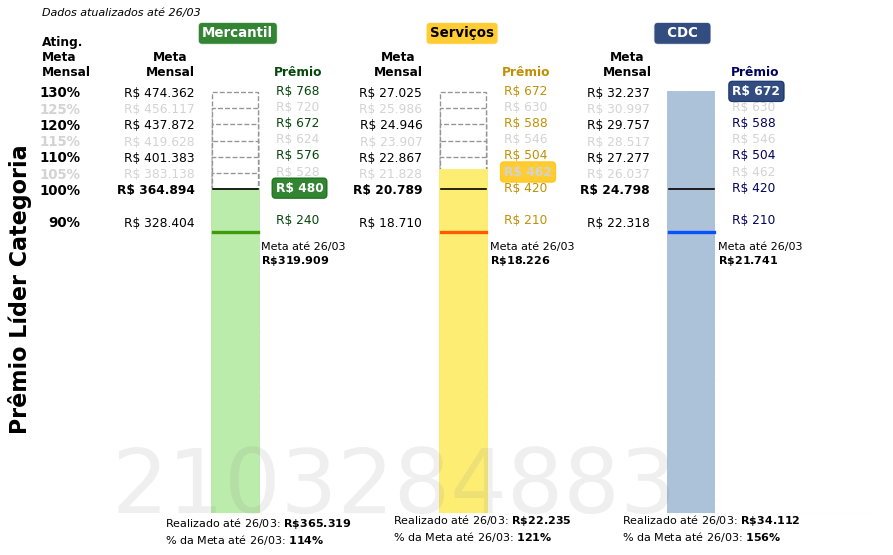 Dados atualizados até 26/03
Mercantil Serviços CDC
Ating. Meta Mensal Meta Mensal Prêmio Meta Mensal Prêmio Meta Mensal Prêmio
130% R$ 474.362 R$ 768 R$ 27.025 R$ 672 R$ 32.237 R$ 672
125% R$ 456.117 R$ 720 R$ 25.986 R$ 630 R$ 30.997 R$ 630
120% R$ 437.872 R$ 672 R$ 24.946 R$ 588 R$ 29.757 R$ 588
115% R$ 419.628 R$ 624 R$ 23.907 R$ 546 R$ 28.517 R$ 546
110% R$ 401.383 R$ 576 R$ 22.867 R$ 504 R$ 27.277 R$ 504
105% R$ 383.138 R$ 528 R$ 21.828 R$ 462 R$ 26.037 R$ 462
100% R$ 364.894 R$ 480 R$ 20.789 R$ 420 R$ 24.798 R$ 420
90% R$ 328.404 R$ 240 R$ 18.710 R$ 210 R$ 22.318 R$ 210
Meta até 26/03 Meta até 26/03 Meta até 26/03
R$319.909 R$18.226 R$21.741
Prêmio Líder Categoria
2103284883
Realizado até 26/03: R$365.319 Realizado até 26/03: R$22.235 Realizado até 26/03: R$34.112
% da Meta até 26/03: 114% % da Meta até 26/03: 121% % da Meta até 26/03: 156%